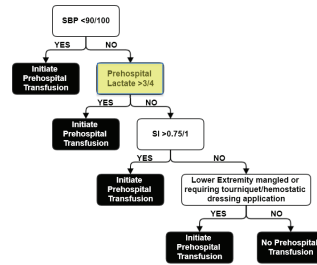 SBP <90/100
YES
NO
Initiate
Prehospital
Transfusion
Prehospital
Lactate >3/4
YES
NO
Initiate
Prehospital
Transfusion
SI >0.75/1
YES
NO
Initiate
Prehospital
Transfusion
Lower Extremity mangled or
requiring tourniquet/hemostatic
dressing application
YES
NO
Initiate
Prehospital
Transfusion
No Prehospital
Transfusion